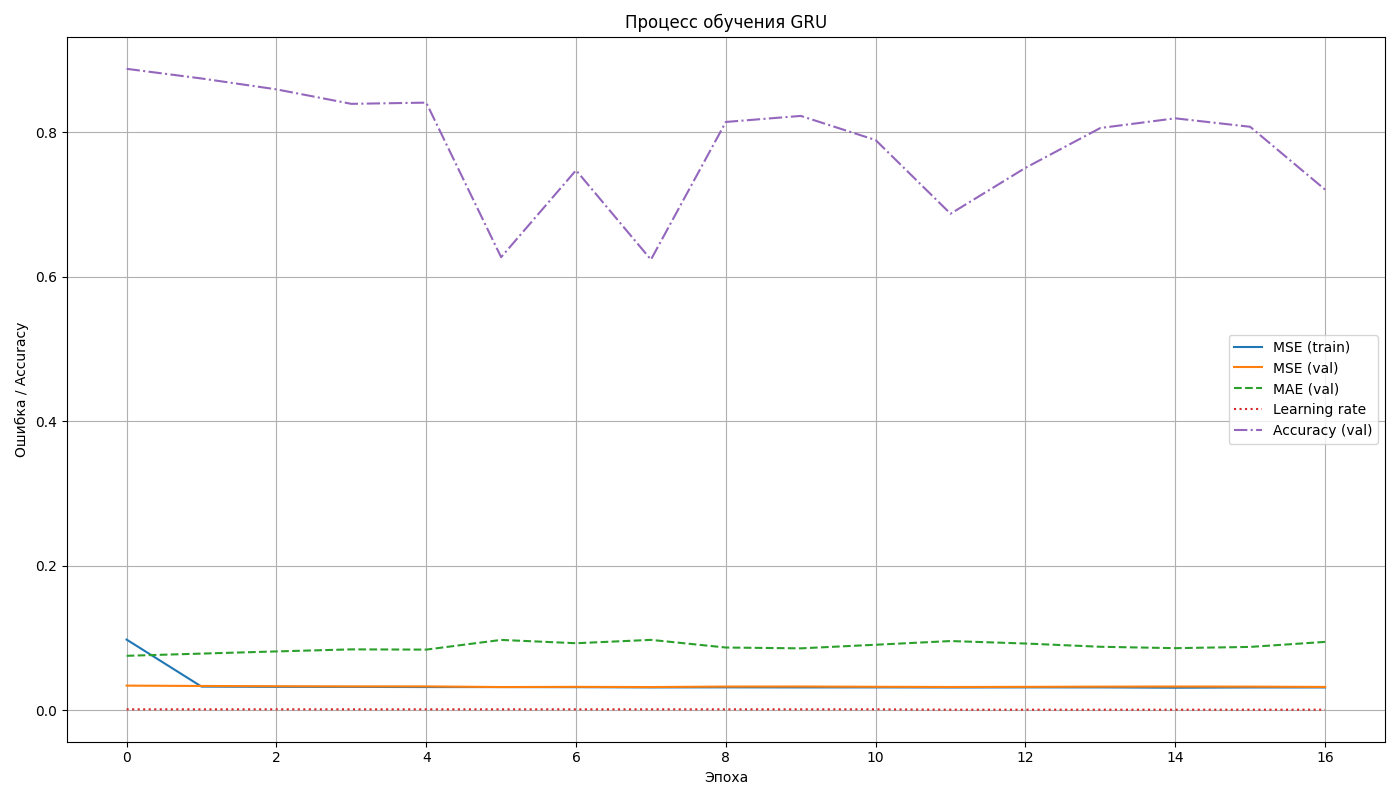 Процесс обучения GRU
Ошибка / Accuracy
0.8
0.6
0.4
0.2
0.0
MSE (train)
MSE (val)
MAE (val)
Learning rate
Accuracy (val)
0 2 4 6 8 10 12 14 16
Эпоха